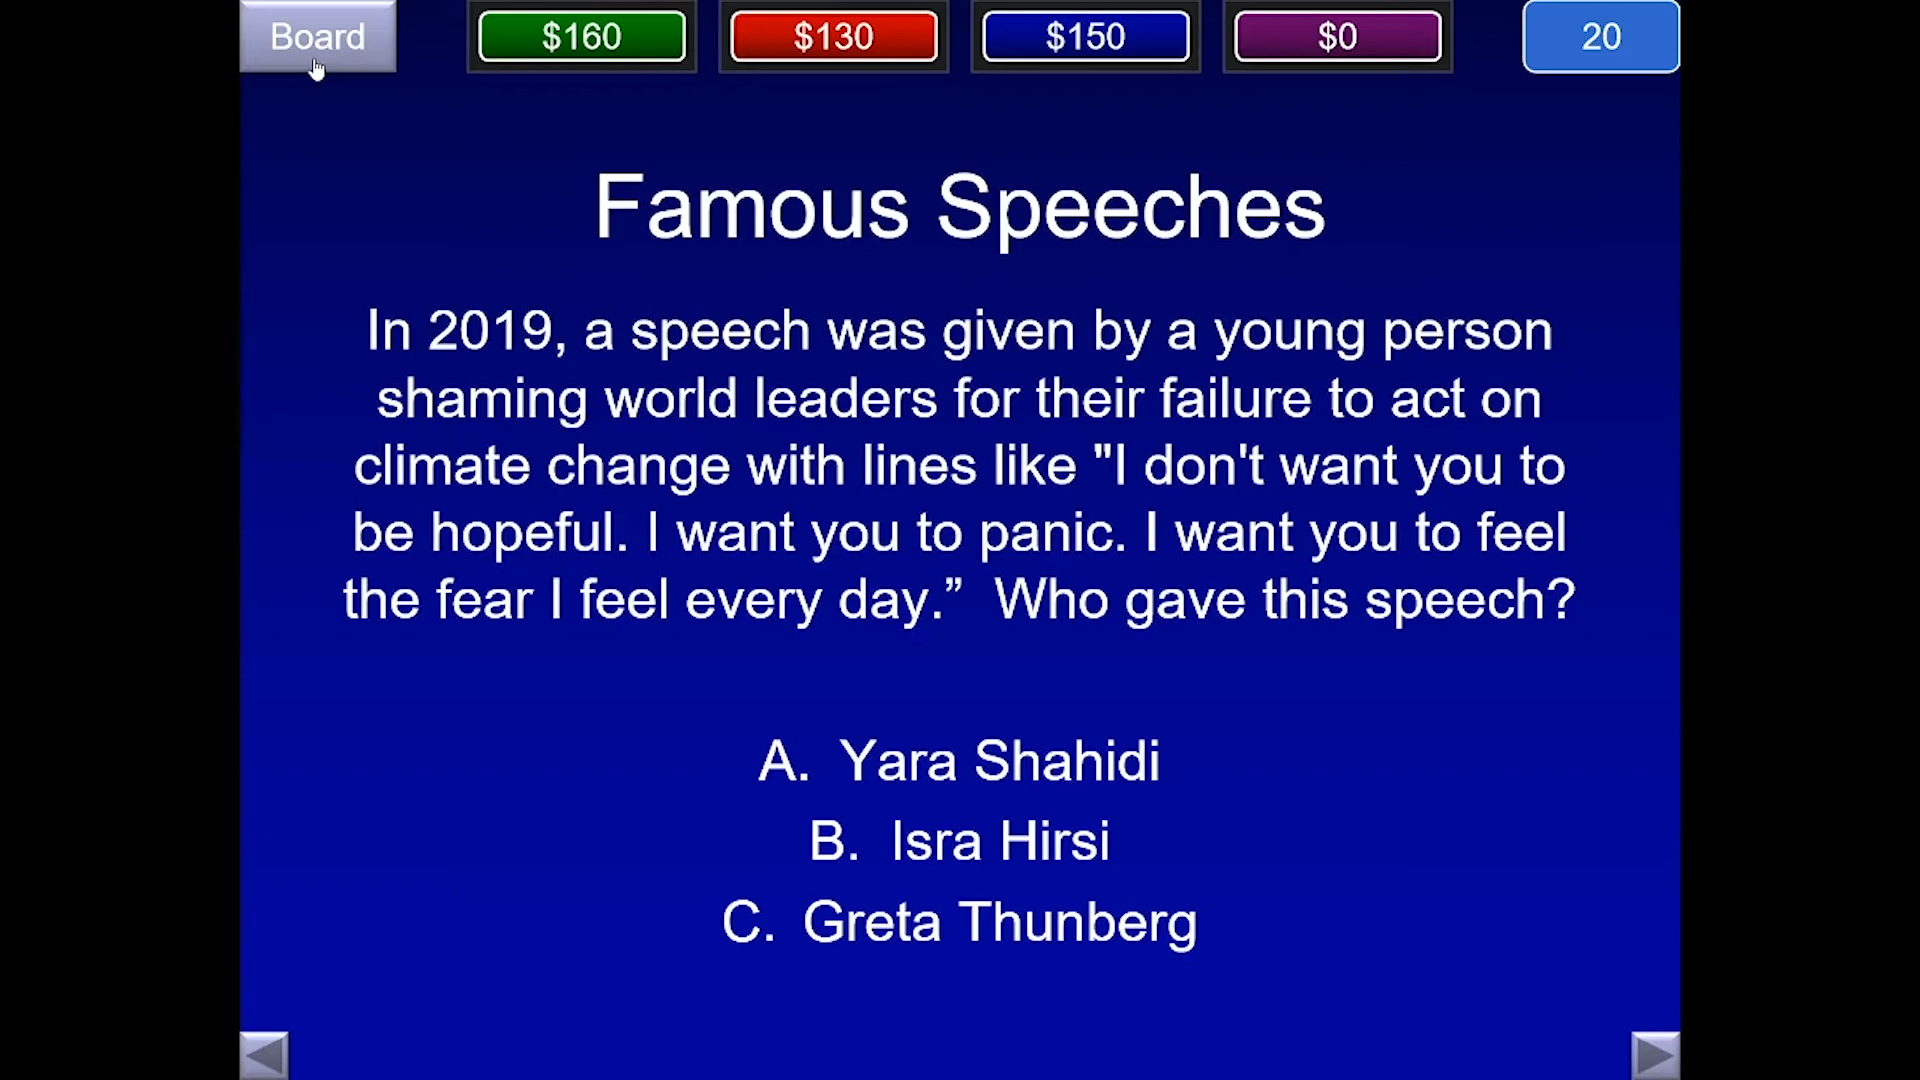 Board
$160
$130
$150
$0
20
Famous Speeches
In 2019, a speech was given by a young person
shaming world leaders for their failure to act on
climate change with lines like "I don't want you to
be hopeful. I want you to panic. I want you to feel
the fear I feel every day.”  Who gave this speech?
A.  Yara Shahidi
B.  Isra Hirsi
C.  Greta Thunberg